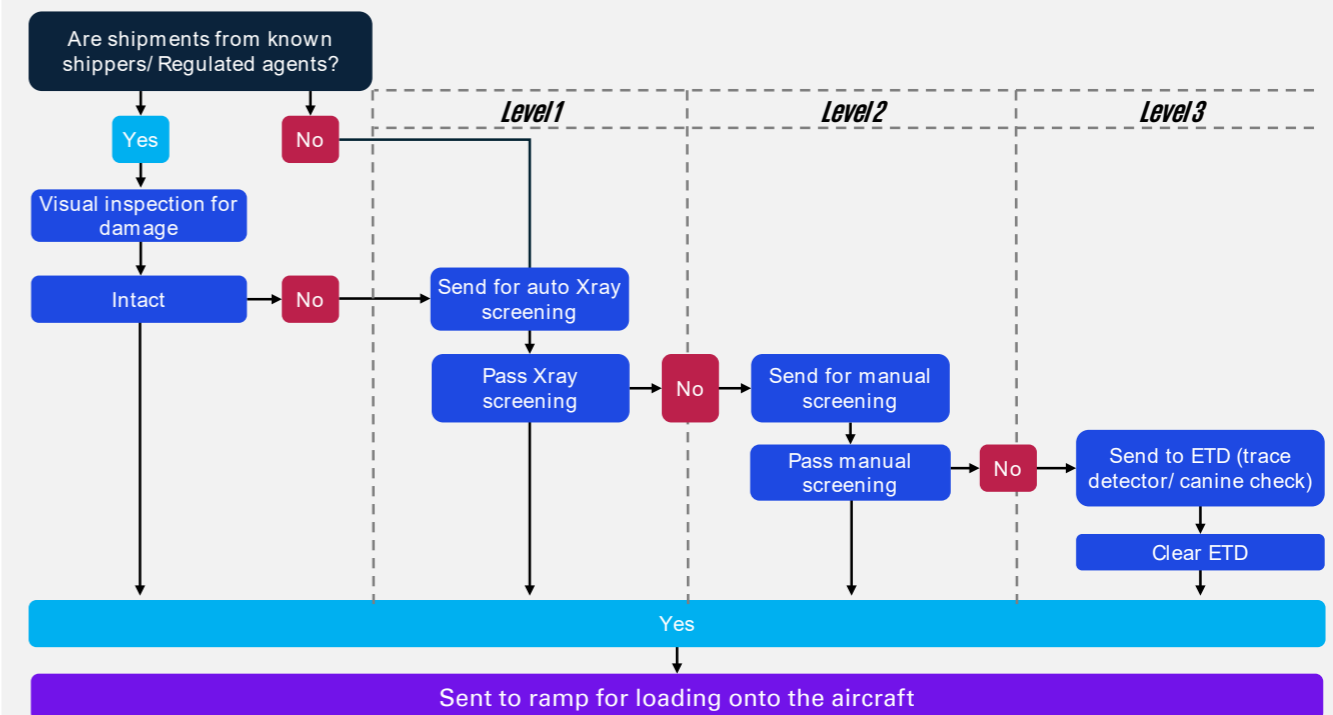 Are shipments from known
shippers/ Regulated agents?
Level 1
Level 2
Level 3
Yes
No
Visual inspection for
damage
Intact
No
Send for auto Xray
screening
Pass Xray
screening
No
Send for manual
screening
Pass manual
screening
No
Send to ETD (trace
detector/ canine check)
Clear ETD
Yes
Sent to ramp for loading onto the aircraft